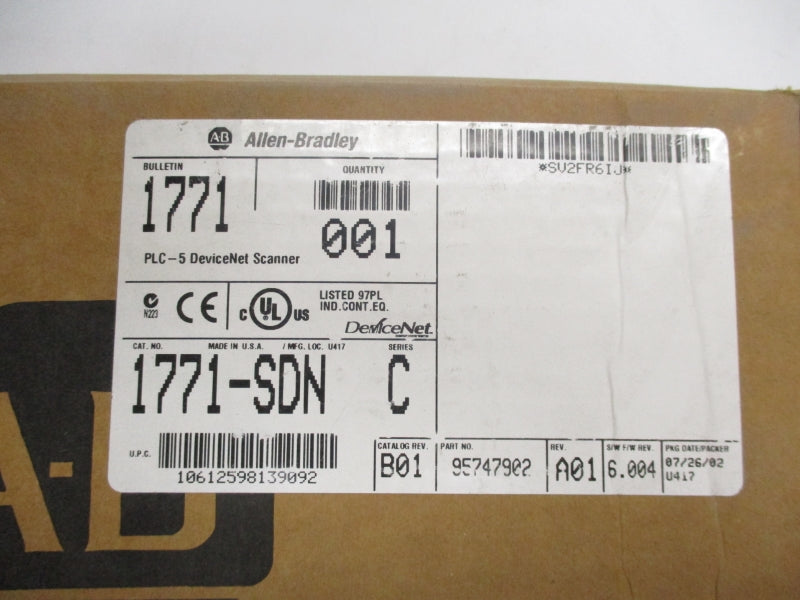 A-B Allen-Bradley
*SV2FR6IJ*
BULLETIN
1771
QUANTITY
001
PLC-5 DeviceNet Scanner
N223
CE
C UL US
LISTED 97PL
IND.CONT.EQ.
DeviceNet
CAT. NO. MADE IN U.S.A. / MFG. LOC. U417 SERIES
1771-SDN C
U.P.C.
10612598139092
CATALOG REV.
B01
PART NO.
95747902
REV.
A01
S/W F/W REV.
6.004
PKG DATE/PACKER
07/26/02
U417
A-B